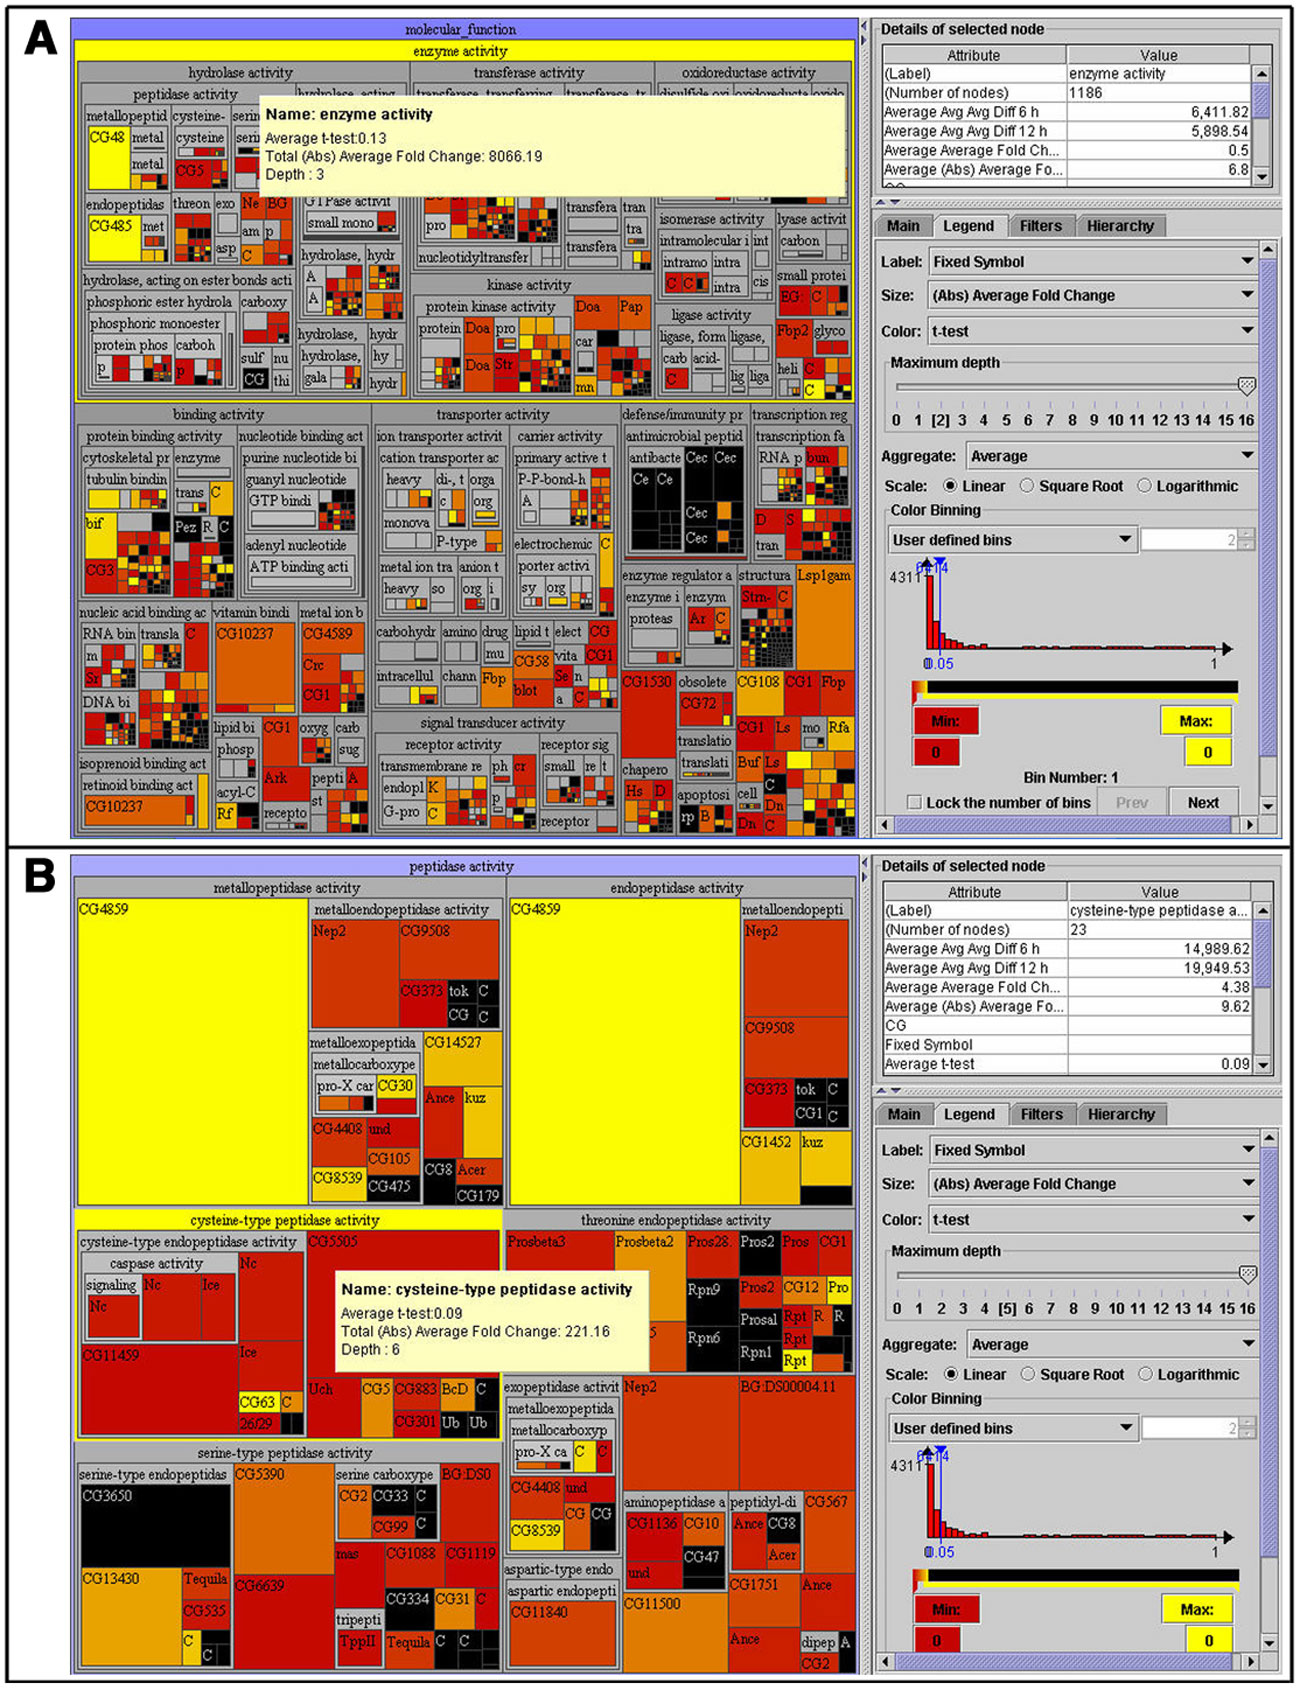 A
molecular_function
enzyme activity
hydrolase activity
transferase activity
oxidoreductase activity
peptidase activity
metallopeptid
cysteine-
CG48
metal
metal
cysteine
CG5
Name: enzyme activity
Average t-test:0.13
Total (Abs) Average Fold Change: 8066.19
Depth : 3
endopeptidas
threon
exo
Ne
BG
GTPase activit
CG485
met
asp
am
p
C
small mono
pro
nucleotidyltransfer
transfera
tran
tra
transfera
isomerase activity
lyase activit
intramolecular i
int
carbon
intramo
intra
C
C
intra
cis
small protei
EG:
C
hydrolase, acting on ester bonds acti
hydrolase,
hydr
A
A
kinase activity
phosphoric ester hydrola
carboxy
phosphoric monoester
protein phos
carboh
p
p
sulf
nu
CG
thi
hydrolase,
hydr
hydrolase,
hy
gala
hydr
protein kinase activity
Doa
Pap
protein
Doa
pro
Doa
Str
car
mn
ligase activity
ligase, form
ligase,
carb
acid-
C
lig
liga
Fbp2
glyco
heli
C
C
binding activity
transporter activity
defense/immunity pr
transcription reg
protein binding activity
nucleotide binding act
ion transporter activit
carrier activity
antimicrobial peptid
transcription fa
cytoskeletal pr
enzyme
purine nucleotide bi
cation transporter ac
primary active t
antibacte
Cec
Cec
RNA p
bun
tubulin bindin
trans
C
guanyl nucleotide
heavy
di-, t
orga
P-P-bond-h
Ce
Ce
GTP bindi
c
org
A
monova
P-type
bif
Pez
R
C
Cec
Cec
D
S
tran
adenyl nucleotide
ATP binding acti
electrochemic
C
CG3
metal ion tra
anion t
porter activi
heavy
so
org
i
sy
org
enzyme regulator a
structura
Lsp1gam
enzyme i
enzym
Strn-
C
proteas
Ar
C
nucleic acid binding ac
vitamin bindi
metal ion b
RNA bin
transla
C
CG10237
CG4589
m
Sr
Crc
CG1
DNA bi
carbohydr
amino
drug
lipid t
elect
CG
mu
vita
CG1
intracellul
chann
Fbp
CG58
Se
n
blot
a
C
CG1530
obsolete
CG108
CG1
Fbp
CG72
signal transducer activity
lipid bi
CG1
oxyg
carb
phosp
sug
receptor activity
receptor sig
translatio
CG1
Ls
mo
Rfa
translati
Buf
Ls
isoprenoid binding act
retinoid binding act
CG10237
acyl-C
Rf
Ark
pepti
A
st
recepto
transmembrane re
ph
cr
small
re
t
endopl
K
G-pro
C
p
receptor
chapero
Hs
D
apoptosi
rp
B
cell
C
Dn
Dn
C
Details of selected node
Attribute
Value
(Label)
enzyme activity
(Number of nodes)
1186
Average Avg Avg Diff 6 h
6,411.82
Average Avg Avg Diff 12 h
5,898.54
Average Average Fold Ch...
0.5
Average (Abs) Average Fo...
6.8
Main
Legend
Filters
Hierarchy
Label:
Fixed Symbol
Size:
(Abs) Average Fold Change
Color:
t-test
Maximum depth
0 1 [2] 3 4 5 6 7 8 9 10 11 12 13 14 15 16
Aggregate:
Average
Scale:
Linear
Square Root
Logarithmic
Color Binning
User defined bins
2
4311
0.05
1
Min:
Max:
0
0
Bin Number: 1
Lock the number of bins
Prev
Next
B
peptidase activity
metallopeptidase activity
endopeptidase activity
CG4859
metalloendopeptidase activity
CG4859
metalloendopepti
Nep2
CG9508
Nep2
CG373
tok
C
CG
C
CG9508
metalloexopeptida
CG14527
metallocarboxype
pro-X car
CG30
CG373
tok
C
CG1
C
Ance
kuz
CG4408
und
CG105
CG8539
CG475
CG8
Acer
CG179
CG1452
kuz
cysteine-type peptidase activity
threonine endopeptidase activity
cysteine-type endopeptidase activity
CG5505
Prosbeta3
Prosbeta2
Pros28.
Pros2
Pros
CG1
caspase activity
Nc
signaling
Nc
Ice
Nc
Rpn9
Pros2
CG12
Pro
Name: cysteine-type peptidase activity
Average t-test:0.09
Total (Abs) Average Fold Change: 221.16
Depth : 6
Prosal
Rpt
R
R
Rpn6
Rpt
Rpn1
Rpt
CG11459
Ice
CG63
C
26/29
Uch
CG5
CG883
BcD
C
CG301
Ub
Ub
exopeptidase activit
Nep2
BG:DS00004.11
metalloexopeptida
metallocarboxyp
pro-X ca
C
C
serine-type peptidase activity
serine-type endopeptidas
CG5390
serine carboxype
BG:DS0
CG3650
CG2
CG33
C
CG99
C
CG4408
und
CG
CG
CG8539
aminopeptidase a
peptidyl-di
CG567
CG1136
CG10
Ance
CG8
CG47
Acer
und
mas
CG1088
CG1119
CG13430
Tequila
CG6639
CG535
CG334
CG31
C
C
C
tripepti
TppII
Tequila
C
C
aspartic-type endo
aspartic endopepti
CG11840
CG11500
CG1751
Ance
Ance
dipep
A
CG2
Details of selected node
Attribute
Value
(Label)
cysteine-type peptidase a...
(Number of nodes)
23
Average Avg Avg Diff 6 h
14,989.62
Average Avg Avg Diff 12 h
19,949.53
Average Average Fold Ch...
4.38
Average (Abs) Average Fo...
9.62
CG
Fixed Symbol
Average t-test
0.09
Main
Legend
Filters
Hierarchy
Label:
Fixed Symbol
Size:
(Abs) Average Fold Change
Color:
t-test
Maximum depth
0 1 2 3 4 [5] 6 7 8 9 10 11 12 13 14 15 16
Aggregate:
Average
Scale:
Linear
Square Root
Logarithmic
Color Binning
User defined bins
2
4311
0.05
1
Min:
Max:
0
0